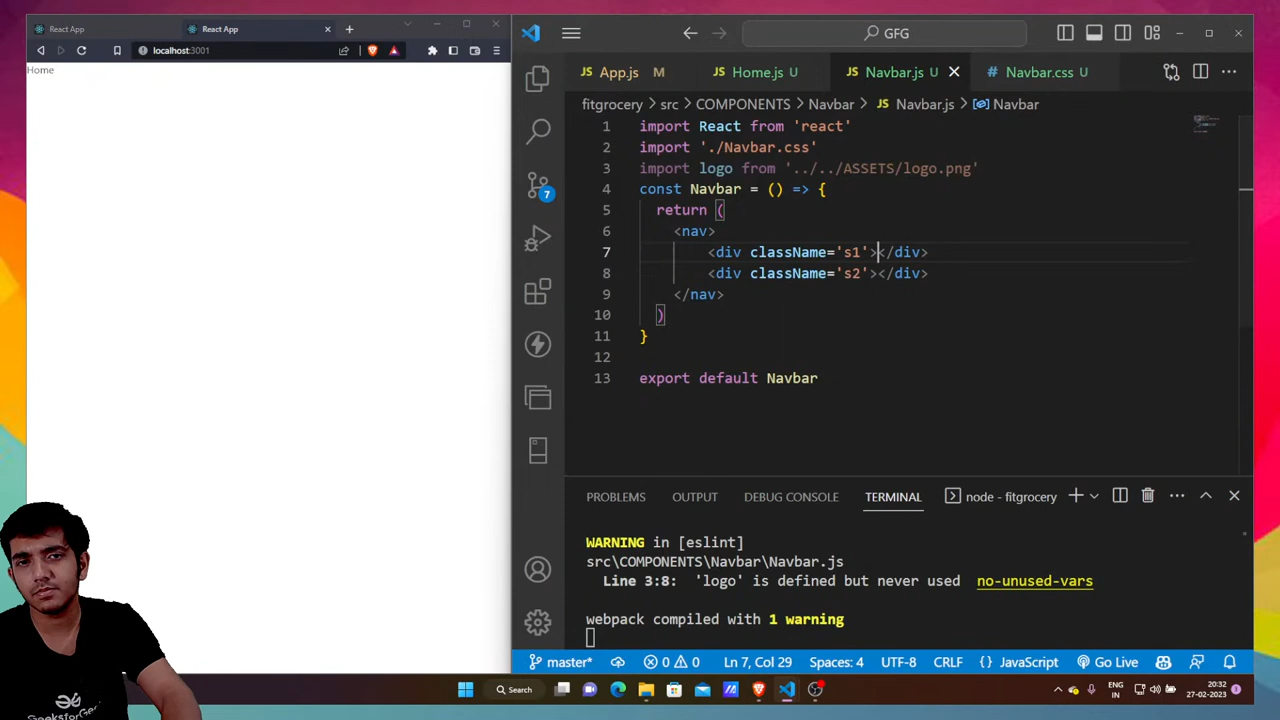 React App
React App
localhost:3001
Home
GFG
App.js M
Home.js U
Navbar.js U
Navbar.css U
fitgrocery > src > COMPONENTS > Navbar > Navbar.js > Navbar
1 import React from 'react'
2 import './Navbar.css'
3 import logo from '../../ASSETS/logo.png'
4 const Navbar = () => {
5 return (
6 <nav>
7 <div className='s1'></div>
8 <div className='s2'></div>
9 </nav>
10 )
11 }
12
13 export default Navbar
7
PROBLEMS OUTPUT DEBUG CONSOLE TERMINAL node - fitgrocery
WARNING in [eslint]
src\COMPONENTS\Navbar\Navbar.js
Line 3:8: 'logo' is defined but never used no-unused-vars
webpack compiled with 1 warning
master* 0 0 Ln 7, Col 29 Spaces: 4 UTF-8 CRLF {} JavaScript Go Live
Search
ENG
IN
20:32
27-02-2023